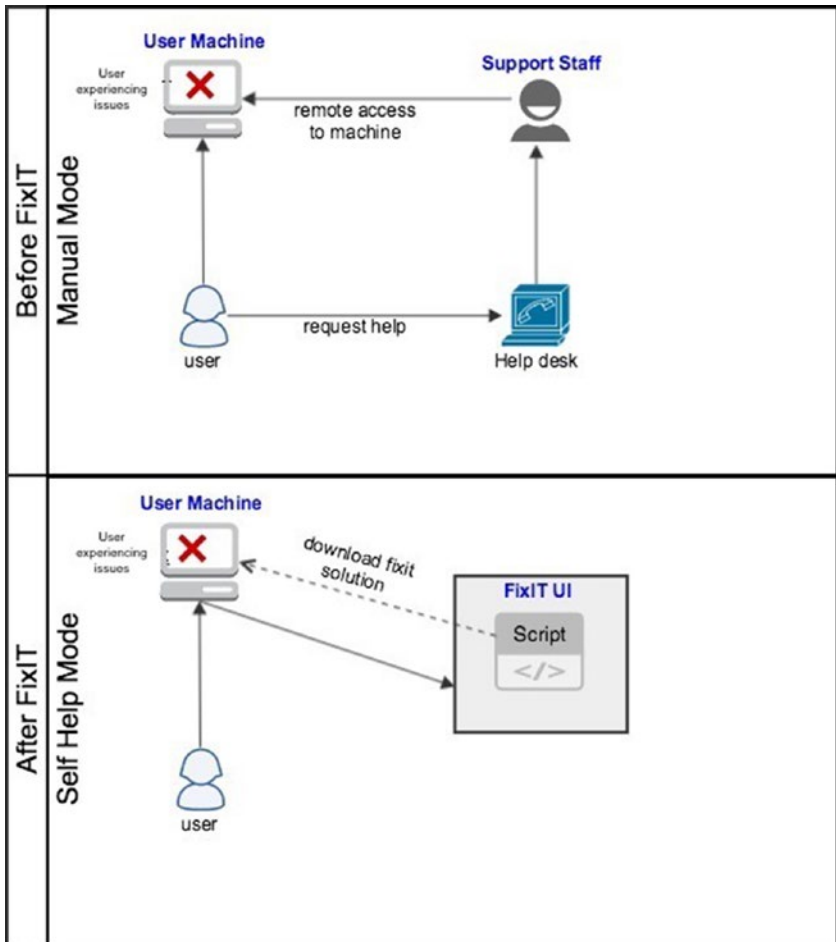 Before FixIT
Manual Mode
User Machine
User
experiencing
issues
Support Staff
remote access
to machine
user
request help
Help desk
After FixIT
Self Help Mode
User Machine
User
experiencing
issues
download fixit
solution
FixIT UI
Script
</>
user